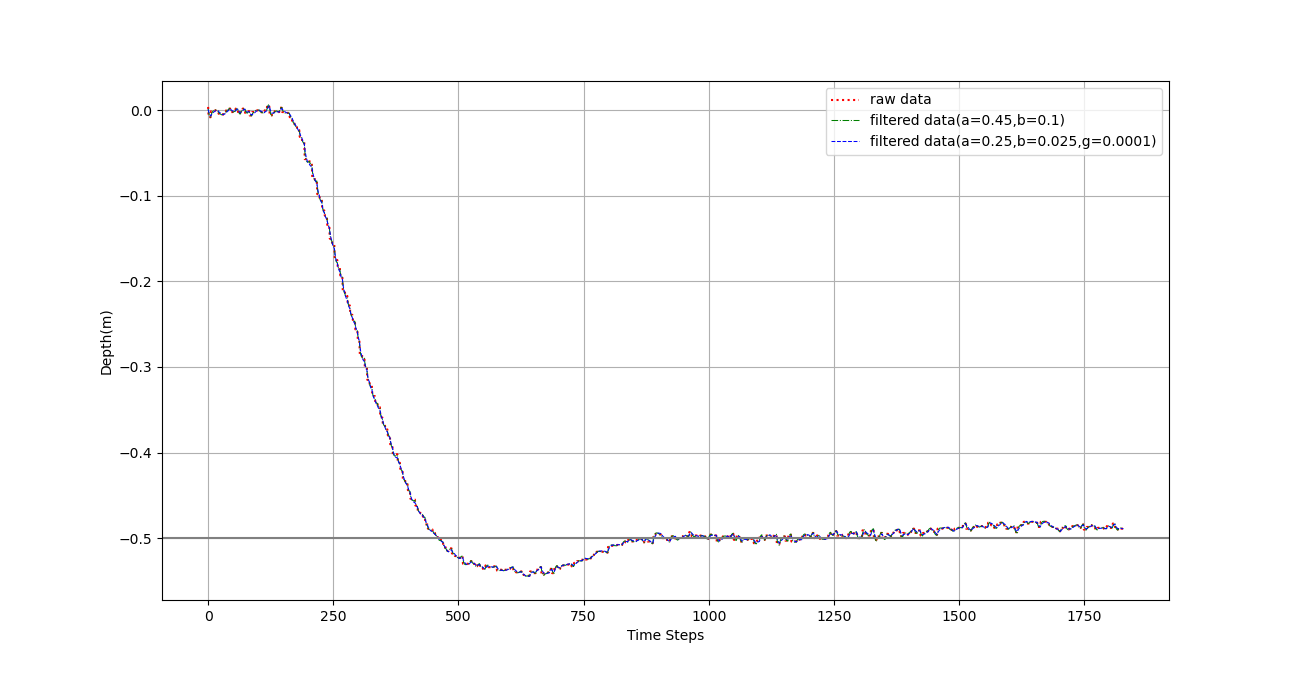 raw data
filtered data(a=0.45,b=0.1)
filtered data(a=0.25,b=0.025,g=0.0001)
0.0
−0.1
−0.2
−0.3
−0.4
−0.5
Depth(m)
0 250 500 750 1000 1250 1500 1750
Time Steps